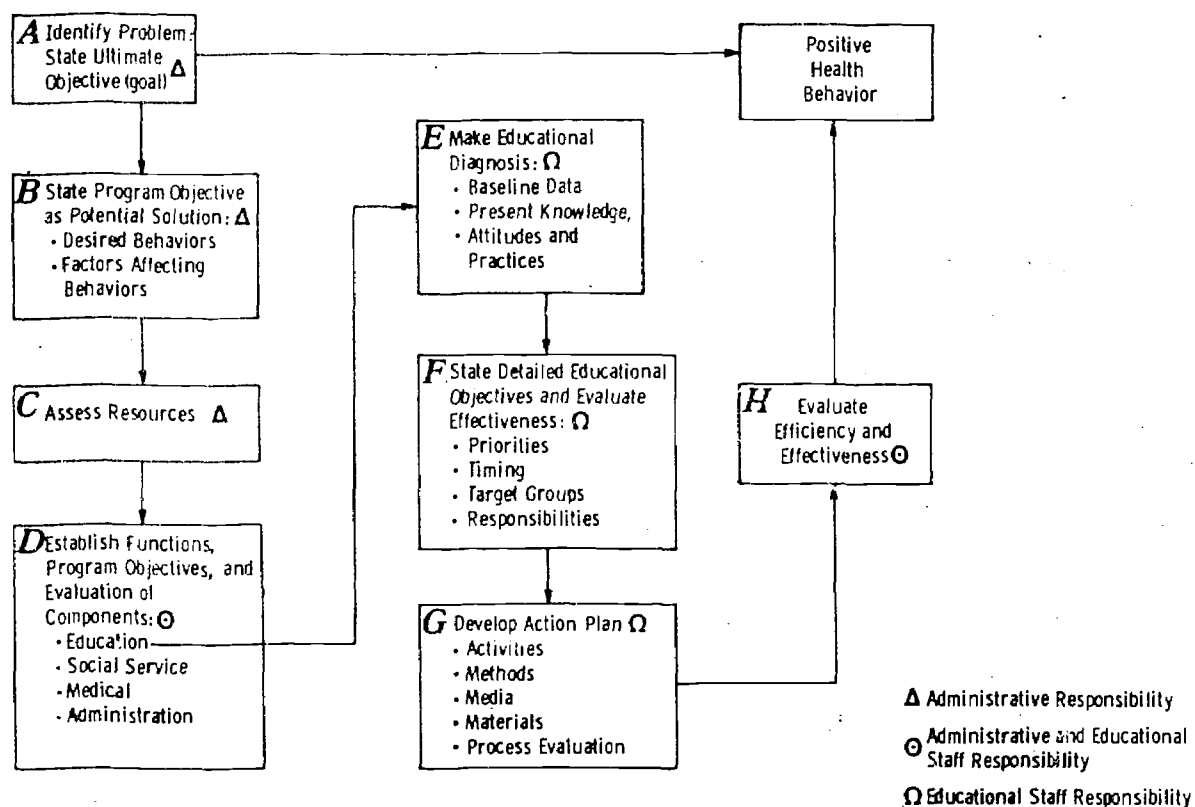 A Identify Problem:
State Ultimate
Objective (goal) Δ
B State Program Objective
as Potential Solution: Δ
• Desired Behaviors
• Factors Affecting
Behaviors
C Assess Resources Δ
D Establish Functions,
Program Objectives, and
Evaluation of
Components: ʘ
• Education
• Social Service
• Medical
• Administration
E Make Educational
Diagnosis: Ω
• Baseline Data
• Present Knowledge,
• Attitudes and
Practices
F State Detailed Educational
Objectives and Evaluate
Effectiveness: Ω
• Priorities
• Timing
• Target Groups
• Responsibilities
G Develop Action Plan Ω
• Activities
• Methods
• Media
• Materials
• Process Evaluation
H Evaluate
Efficiency and
Effectiveness ʘ
Positive
Health
Behavior
Δ Administrative Responsibility
ʘ Administrative and Educational
Staff Responsibility
Ω Educational Staff Responsibility